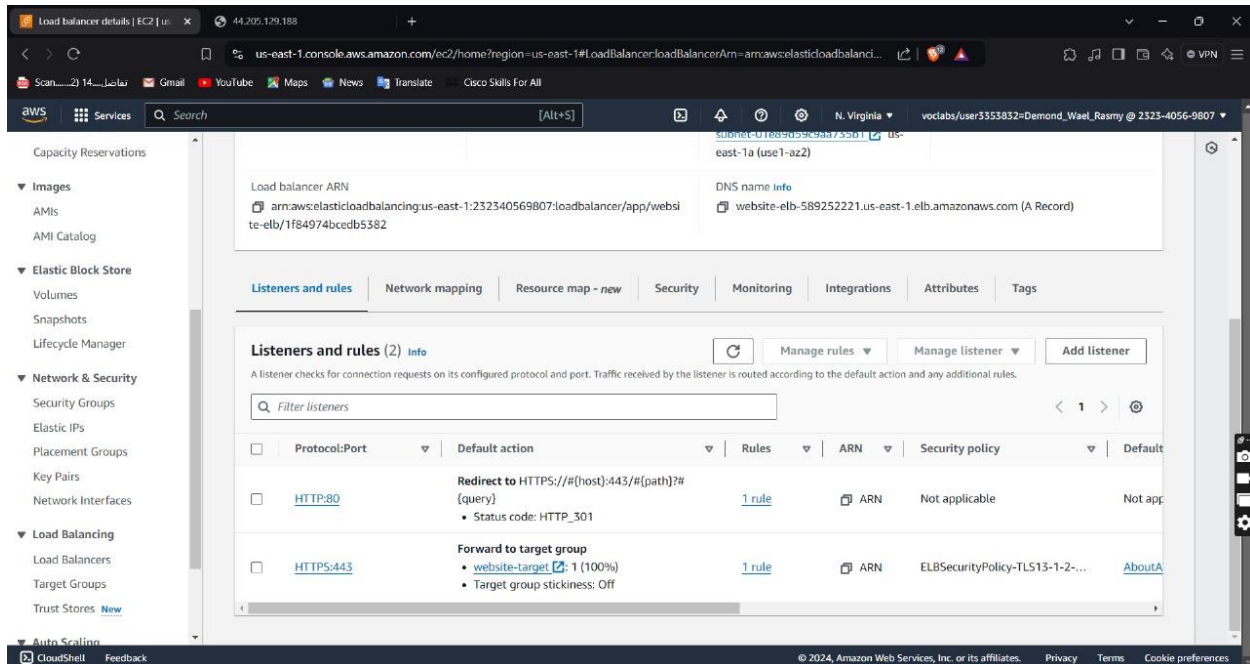 Load balancer details | EC2 | us
44.205.129.188
us-east-1.console.aws.amazon.com/ec2/home?region=us-east-1#LoadBalancer:loadBalancerArn=arn:aws:elasticloadbalanci...
VPN
Gmail
YouTube
Maps
News
Translate
Cisco Skills For All
aws
Services
Search
[Alt+S]
N. Virginia
voclabs/user3353832=Demond_Wael_Rasmy @ 2323-4056-9807
Capacity Reservations
Images
AMIs
AMI Catalog
Elastic Block Store
Volumes
Snapshots
Lifecycle Manager
Network & Security
Security Groups
Elastic IPs
Placement Groups
Key Pairs
Network Interfaces
Load Balancing
Load Balancers
Target Groups
Trust Stores New
Auto Scaling
us-
east-1a (use1-az2)
Load balancer ARN
arn:aws:elasticloadbalancing:us-east-1:232340569807:loadbalancer/app/websi
te-elb/1f84974bcedb5382
DNS name Info
website-elb-589252221.us-east-1.elb.amazonaws.com (A Record)
Listeners and rules
Network mapping
Resource map - new
Security
Monitoring
Integrations
Attributes
Tags
Listeners and rules (2) Info
Manage rules
Manage listener
Add listener
A listener checks for connection requests on its configured protocol and port. Traffic received by the listener is routed according to the default action and any additional rules.
Filter listeners
1
Protocol:Port
Default action
Rules
ARN
Security policy
Default
HTTP:80
Redirect to HTTPS://#{host}:443/#{path}?#
{query}
• Status code: HTTP_301
1 rule
ARN
Not applicable
Not app
HTTPS:443
Forward to target group
• website-target: 1 (100%)
• Target group stickiness: Off
1 rule
ARN
ELBSecurityPolicy-TLS13-1-2-...
AboutA
CloudShell
Feedback
© 2024, Amazon Web Services, Inc. or its affiliates.
Privacy
Terms
Cookie preferences